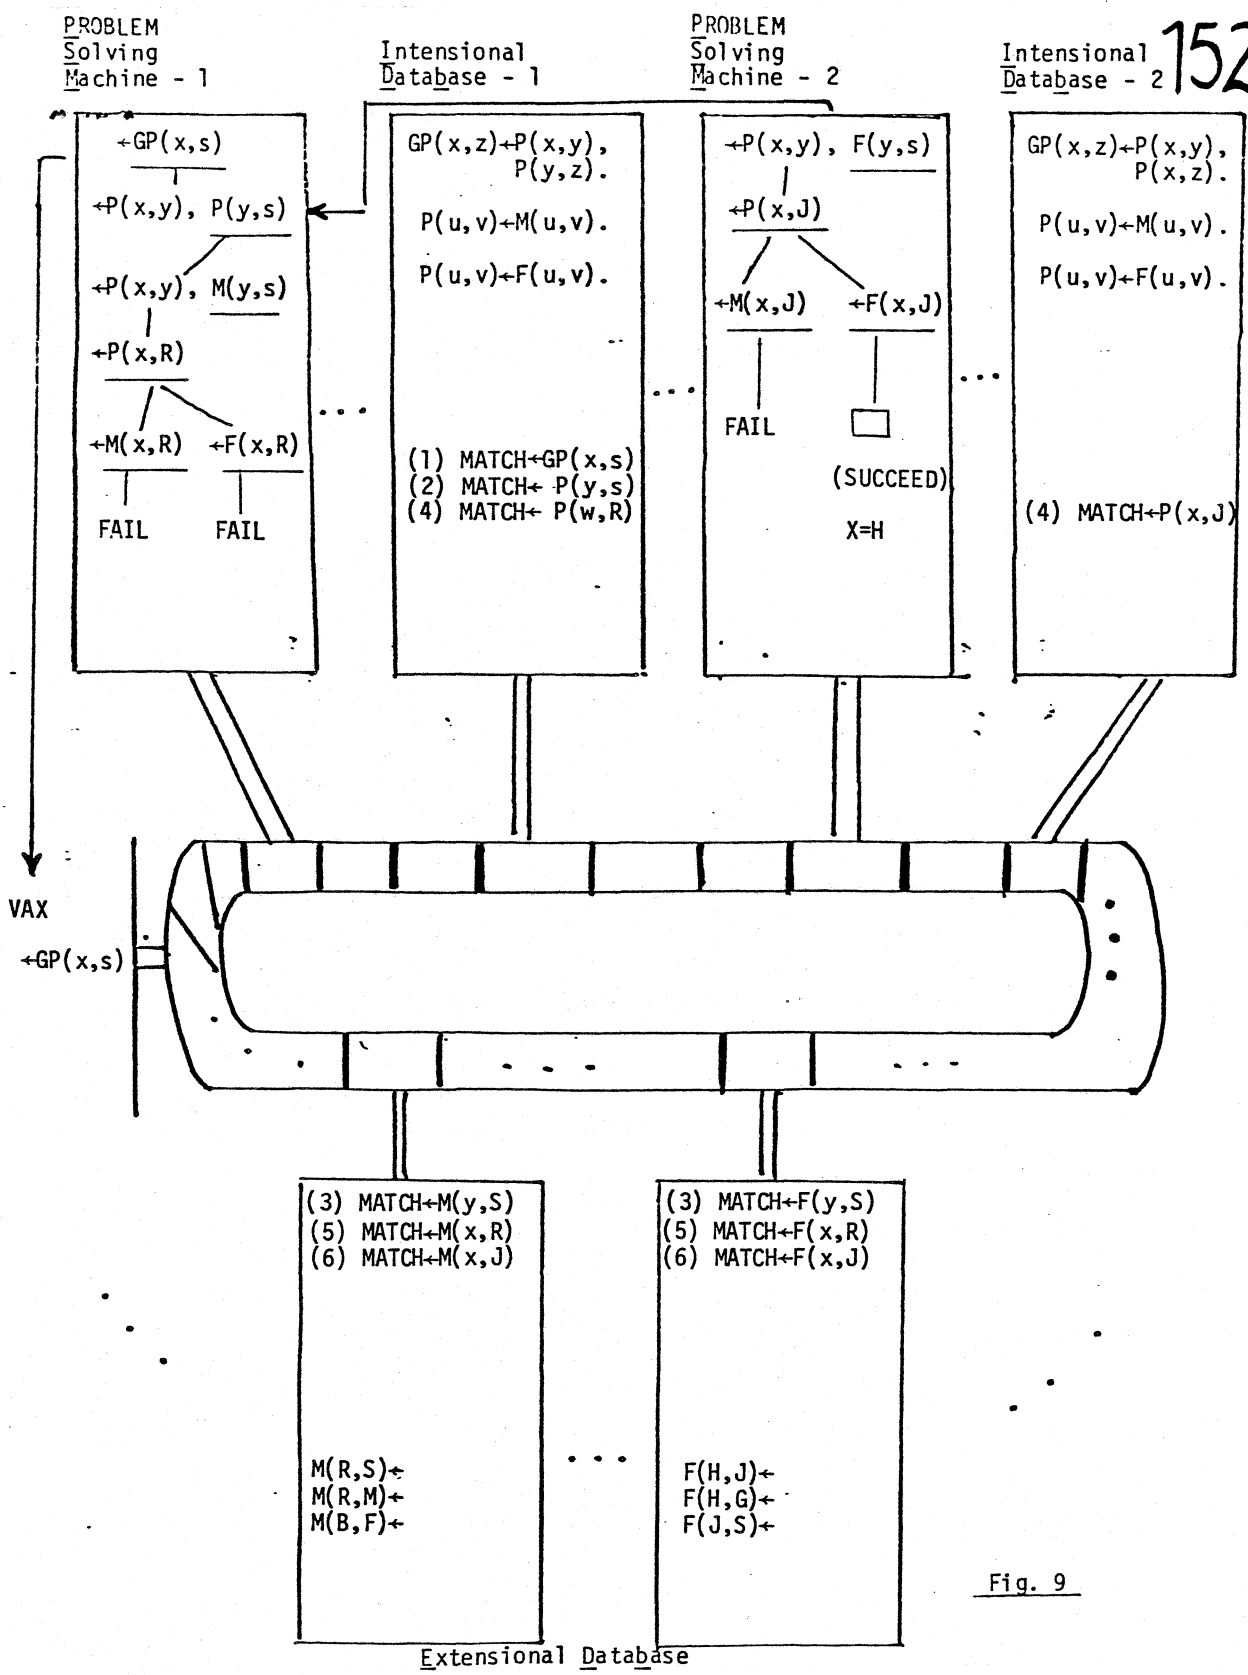 152
PROBLEM
Solving
Machine - 1
Intensional
Database - 1
PROBLEM
Solving
Machine - 2
Intensional
Database - 2
←GP(x,s)
←P(x,y), P(y,s)
←P(x,y), M(y,s)
←P(x,R)
←M(x,R) ←F(x,R)
FAIL FAIL
GP(x,z)←P(x,y),
P(y,z).
P(u,v)←M(u,v).
P(u,v)←F(u,v).
(1) MATCH←GP(x,s)
(2) MATCH← P(y,s)
(4) MATCH← P(w,R)
←P(x,y), F(y,s)
←P(x,J)
←M(x,J) ←F(x,J)
FAIL
(SUCCEED)
X=H
GP(x,z)←P(x,y),
P(x,z).
P(u,v)←M(u,v).
P(u,v)←F(u,v).
(4) MATCH←P(x,J)
VAX
←GP(x,s)
(3) MATCH←M(y,S)
(5) MATCH←M(x,R)
(6) MATCH←M(x,J)
M(R,S)←
M(R,M)←
M(B,F)←
(3) MATCH←F(y,S)
(5) MATCH←F(x,R)
(6) MATCH←F(x,J)
F(H,J)←
F(H,G)←
F(J,S)←
Fig. 9
Extensional Database